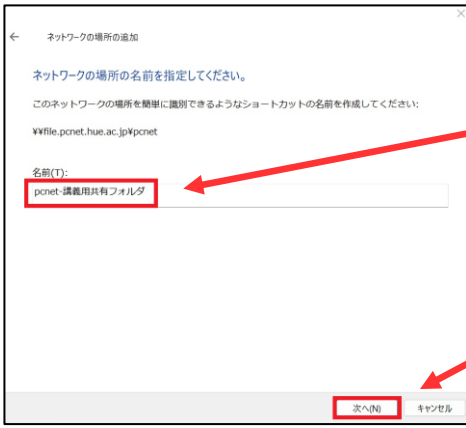 ネットワークの場所の追加
ネットワークの場所の名前を指定してください。
このネットワークの場所を簡単に識別できるようなショートカットの名前を作成してください:
¥¥file.pcnet.hue.ac.jp¥pcnet
名前(T):
pcnet-講義用共有フォルダ
次へ(N) キャンセル